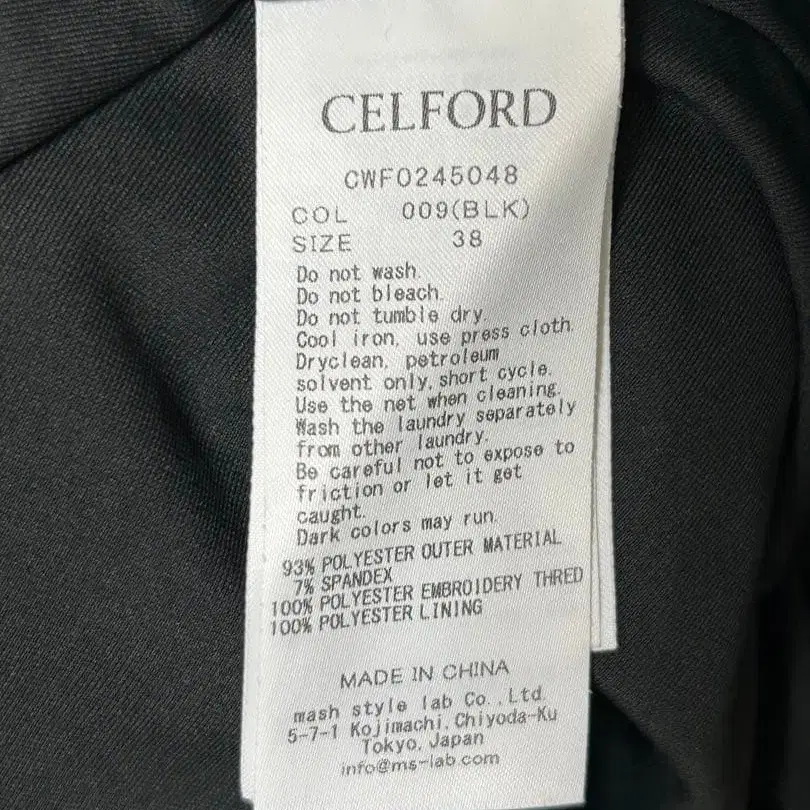 CELFORD
CWFO245048
COL 009(BLK)
SIZE 38
Do not wash.
Do not bleach.
Do not tumble dry.
Cool iron, use press cloth.
Dryclean, petroleum
solvent only, short cycle.
Use the net when cleaning.
Wash the laundry separately
from other laundry.
Be careful not to expose to
friction or let it get
caught.
Dark colors may run.
93% POLYESTER OUTER MATERIAL
7% SPANDEX
100% POLYESTER EMBROIDERY THRED
100% POLYESTER LINING
MADE IN CHINA
mash style lab Co.,Ltd.
5-7-1 Kojimachi,Chiyoda-Ku
Tokyo, Japan
info@ms-lab.com